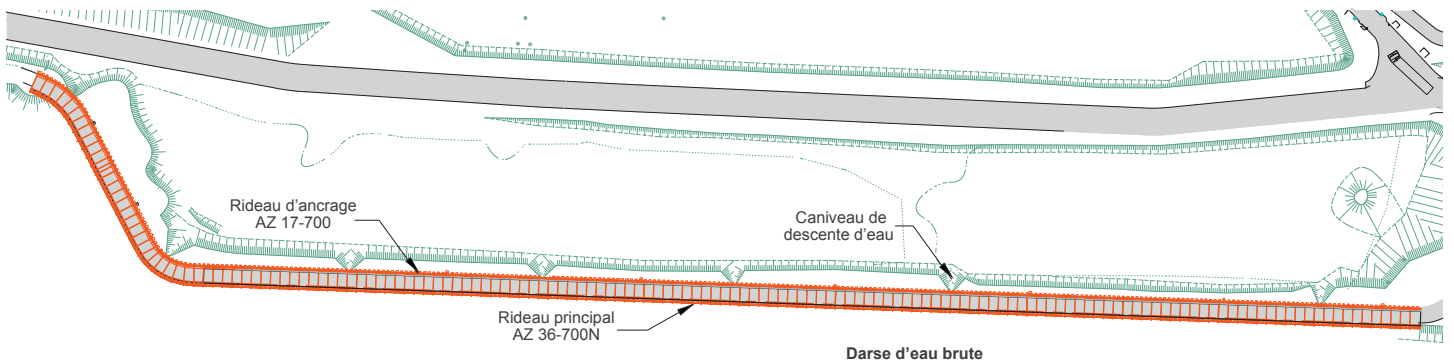 Rideau d'ancrage
AZ 17-700
Caniveau de
descente d'eau
Rideau principal
AZ 36-700N
Darse d'eau brute